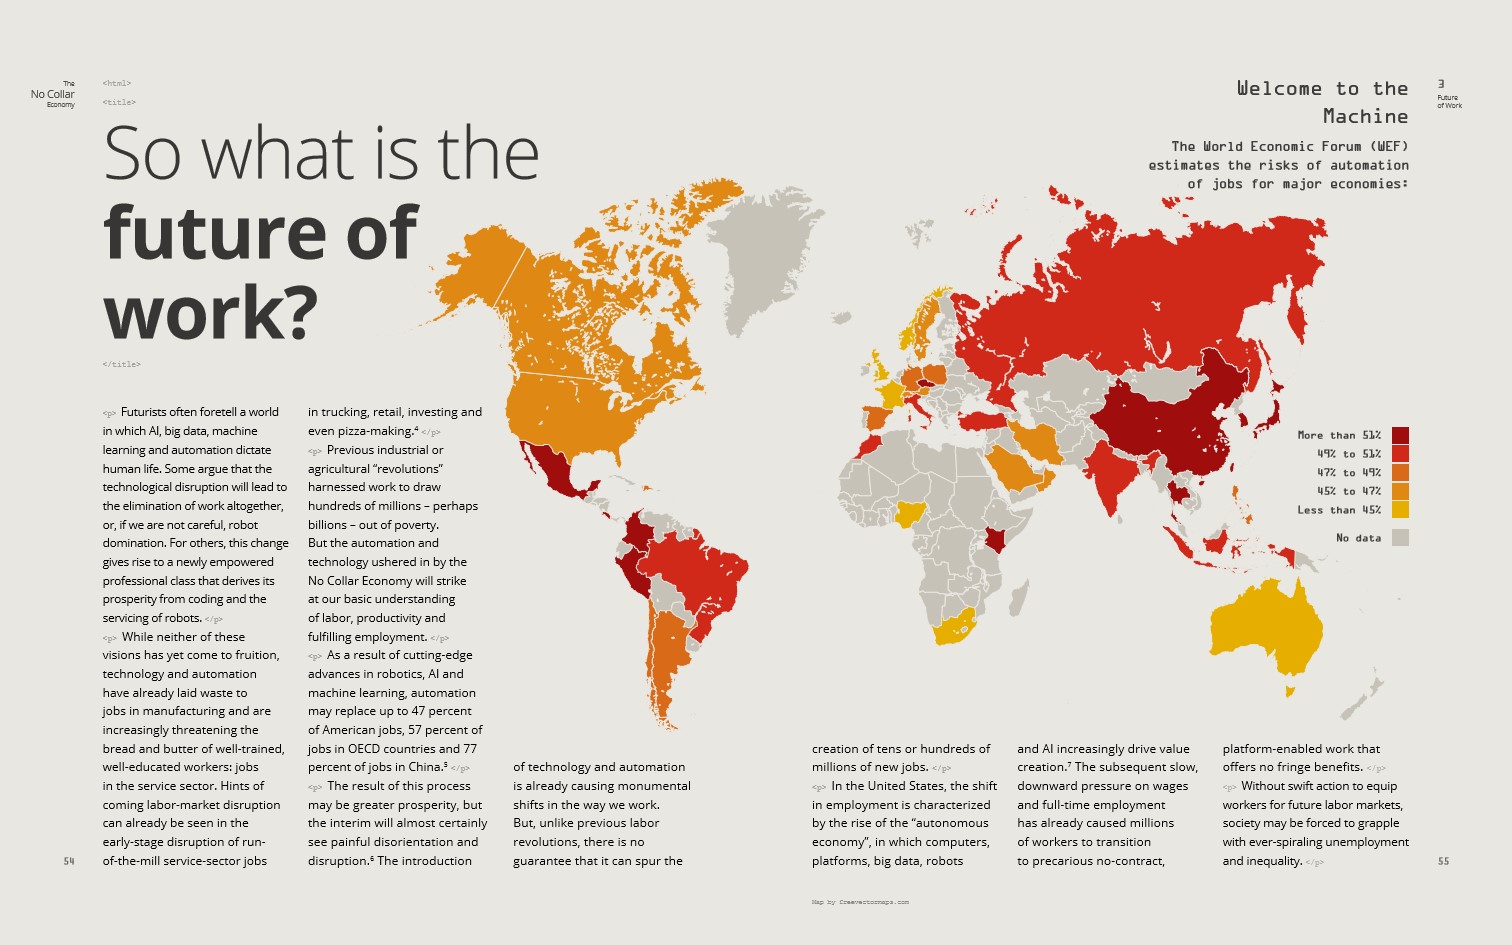 The
No Collar
Economy
<html>
<title>
So what is the
future of
work?
</title>
<p> Futurists often foretell a world
in which AI, big data, machine
learning and automation dictate
human life. Some argue that the
technological disruption will lead to
the elimination of work altogether,
or, if we are not careful, robot
domination. For others, this change
gives rise to a newly empowered
professional class that derives its
prosperity from coding and the
servicing of robots. </p>
<p> While neither of these
visions has yet come to fruition,
technology and automation
have already laid waste to
jobs in manufacturing and are
increasingly threatening the
bread and butter of well-trained,
well-educated workers: jobs
in the service sector. Hints of
coming labor-market disruption
can already be seen in the
early-stage disruption of run-
of-the-mill service-sector jobs
in trucking, retail, investing and
even pizza-making.⁴ </p>
<p> Previous industrial or
agricultural “revolutions”
harnessed work to draw
hundreds of millions – perhaps
billions – out of poverty.
But the automation and
technology ushered in by the
No Collar Economy will strike
at our basic understanding
of labor, productivity and
fulfilling employment. </p>
<p> As a result of cutting-edge
advances in robotics, AI and
machine learning, automation
may replace up to 47 percent
of American jobs, 57 percent of
jobs in OECD countries and 77
percent of jobs in China.⁵ </p>
<p> The result of this process
may be greater prosperity, but
the interim will almost certainly
see painful disorientation and
disruption.⁶ The introduction
of technology and automation
is already causing monumental
shifts in the way we work.
But, unlike previous labor
revolutions, there is no
guarantee that it can spur the
54
Welcome to the
Machine
The World Economic Forum (WEF)
estimates the risks of automation
of jobs for major economies:
3
Future
of Work
More than 51%
49% to 51%
47% to 49%
45% to 47%
Less than 45%
No data
creation of tens or hundreds of
millions of new jobs. </p>
<p> In the United States, the shift
in employment is characterized
by the rise of the “autonomous
economy”, in which computers,
platforms, big data, robots
and AI increasingly drive value
creation.⁷ The subsequent slow,
downward pressure on wages
and full-time employment
has already caused millions
of workers to transition
to precarious no-contract,
platform-enabled work that
offers no fringe benefits. </p>
<p> Without swift action to equip
workers for future labor markets,
society may be forced to grapple
with ever-spiraling unemployment
and inequality. </p>
55
Map by freevectormaps.com